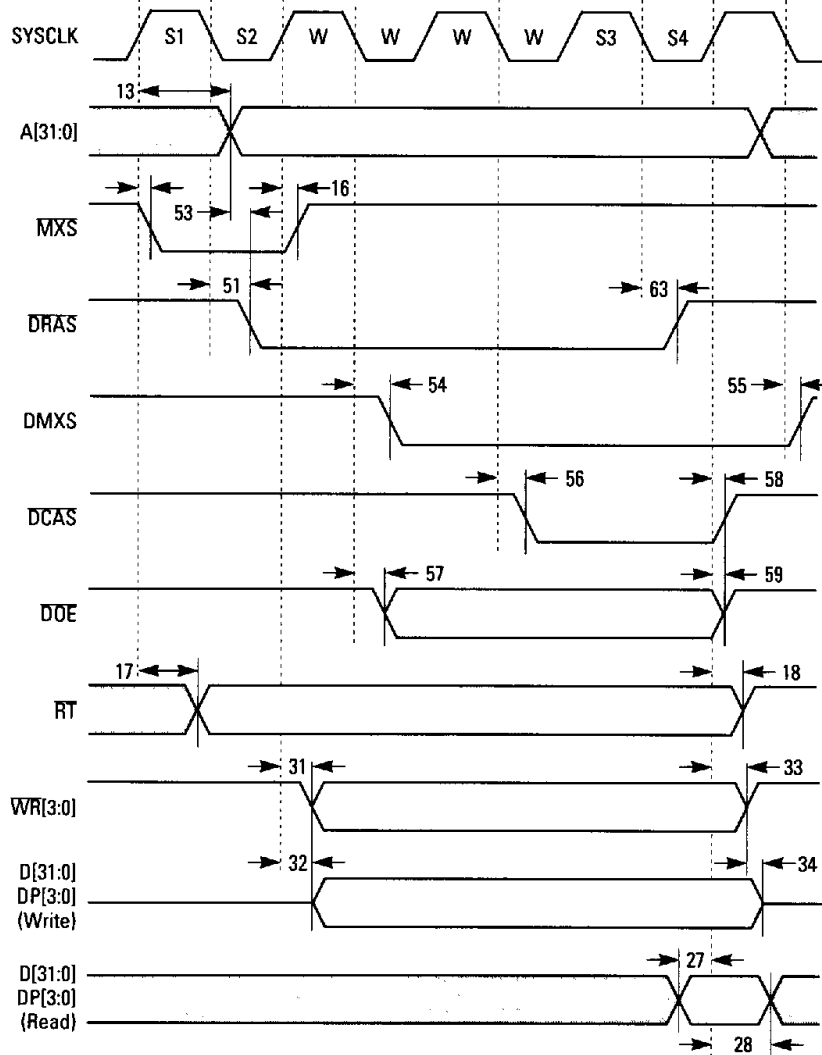 SYSCLK S1 S2 W W W W S3 S4
13
A[31:0]
16
53
MXS
51 63
DRAS
54 55
DMXS
56 58
DCAS
57 59
DOE
17 18
RT
31 33
WR[3:0]
32 34
D[31:0]
DP[3:0]
(Write)
27
D[31:0]
DP[3:0]
(Read)
28